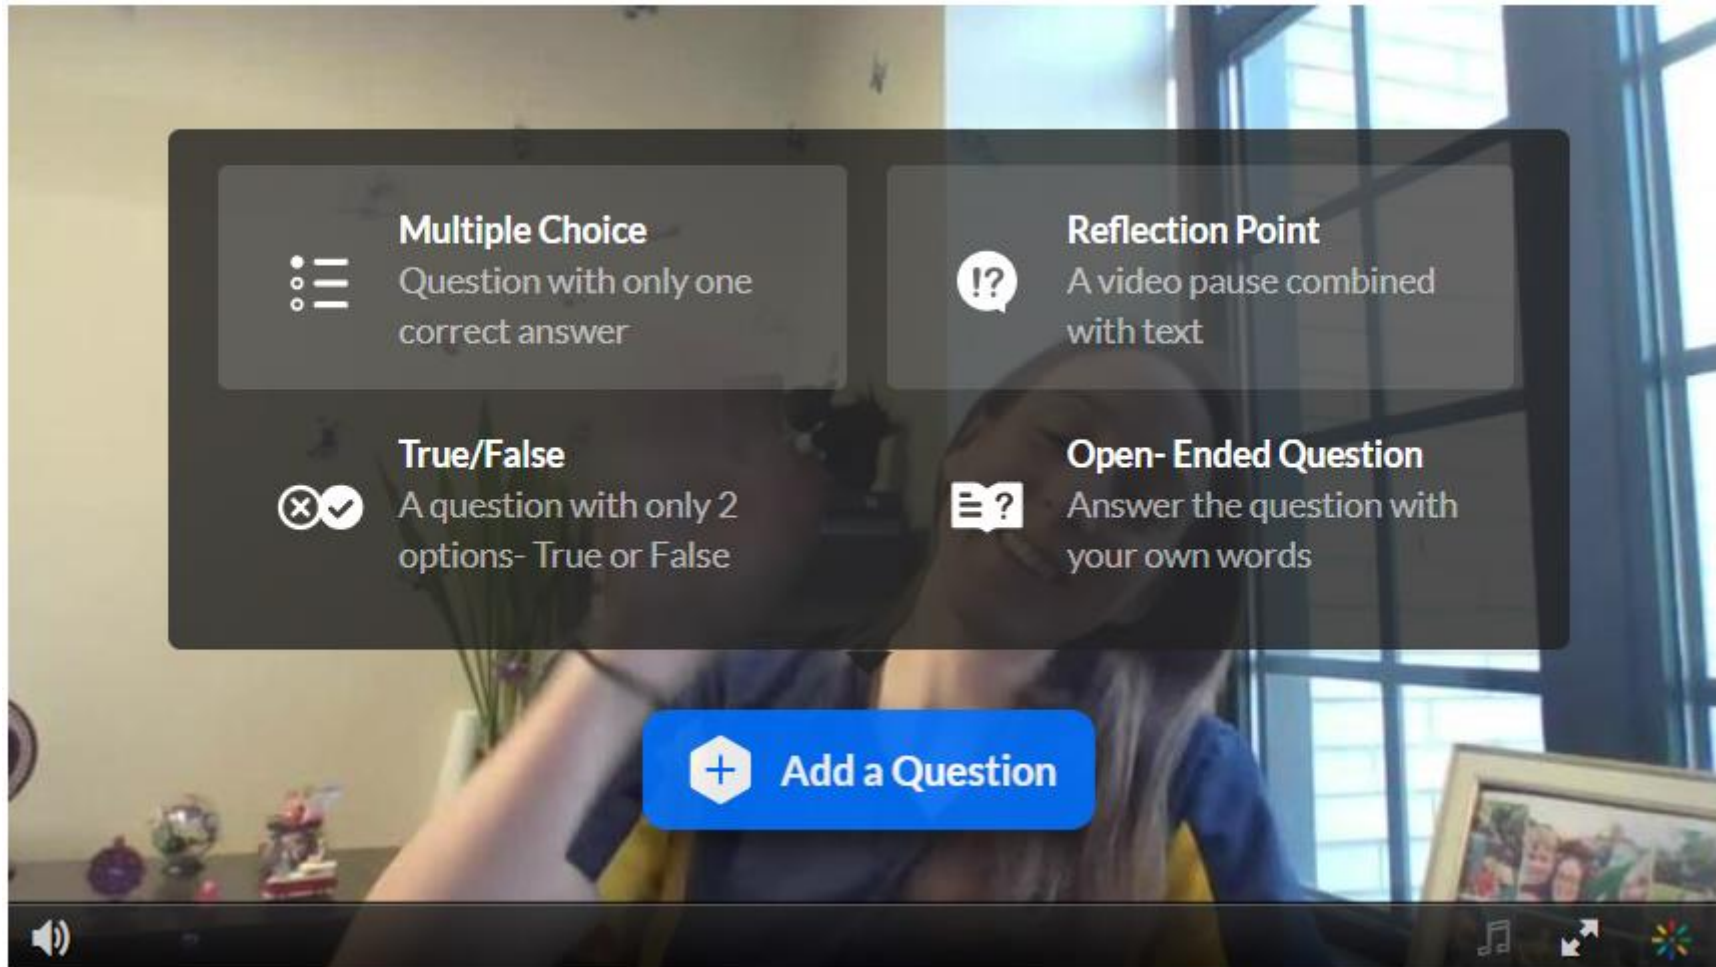 Multiple Choice
Question with only one
correct answer
Reflection Point
A video pause combined
with text
True/False
A question with only 2
options- True or False
Open- Ended Question
Answer the question with
your own words
Add a Question